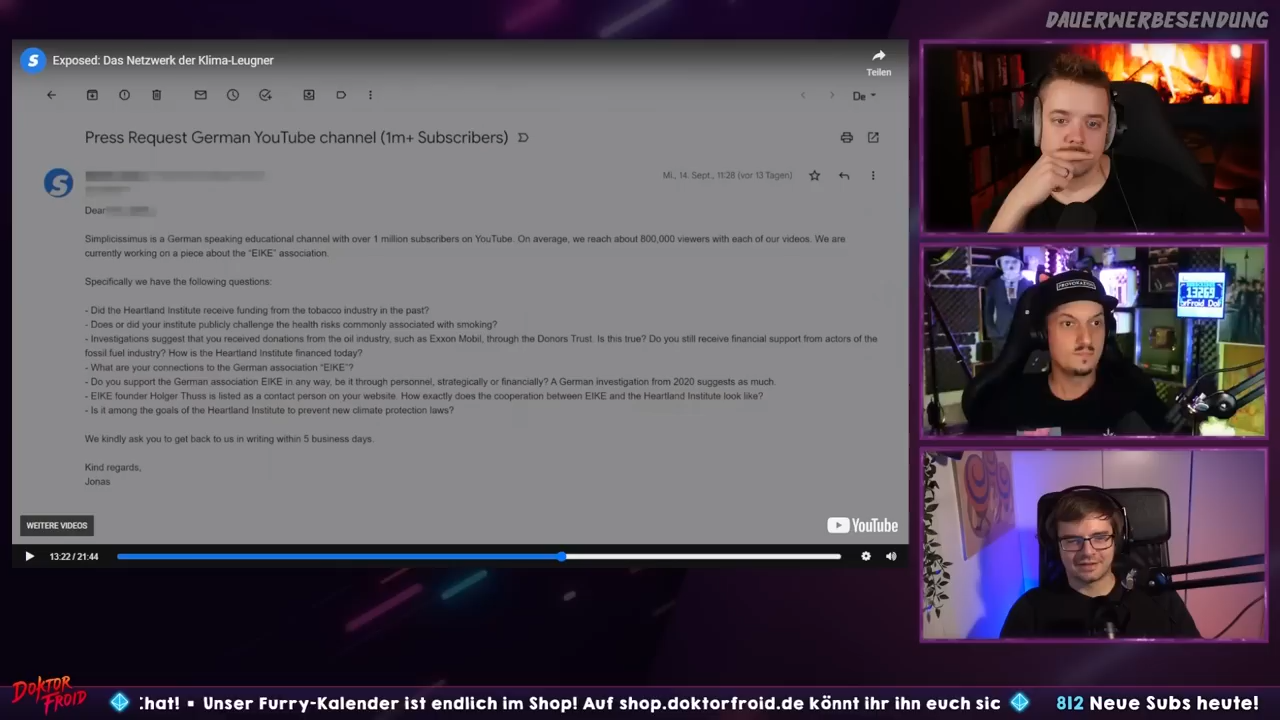 DAUERWERBESENDUNG
Exposed: Das Netzwerk der Klima-Leugner
Teilen
De
Press Request German YouTube channel (1m+ Subscribers)
Mi., 14. Sept., 11:28 (vor 13 Tagen)
Dear
Simplicissimus is a German speaking educational channel with over 1 million subscribers on YouTube. On average, we reach about 800,000 viewers with each of our videos. We are
currently working on a piece about the "EIKE" association.
Specifically we have the following questions:
- Did the Heartland Institute receive funding from the tobacco industry in the past?
- Does or did your institute publicly challenge the health risks commonly associated with smoking?
- Investigations suggest that you received donations from the oil industry, such as Exxon Mobil, through the Donors Trust. Is this true? Do you still receive financial support from actors of the
fossil fuel industry? How is the Heartland Institute financed today?
- What are your connections to the German association "EIKE"?
- Do you support the German association EIKE in any way, be it through personnel, strategically or financially? A German investigation from 2020 suggests as much.
- EIKE founder Holger Thuss is listed as a contact person on your website. How exactly does the cooperation between EIKE and the Heartland Institute look like?
- Is it among the goals of the Heartland Institute to prevent new climate protection laws?
We kindly ask you to get back to us in writing within 5 business days.
Kind regards,
Jonas
WEITERE VIDEOS
YouTube
13:22 / 21:44
DOKTOR
FROID
:hat! ▪ Unser Furry-Kalender ist endlich im Shop! Auf shop.doktorfroid.de könnt ihr ihn euch sic
812 Neue Subs heute!